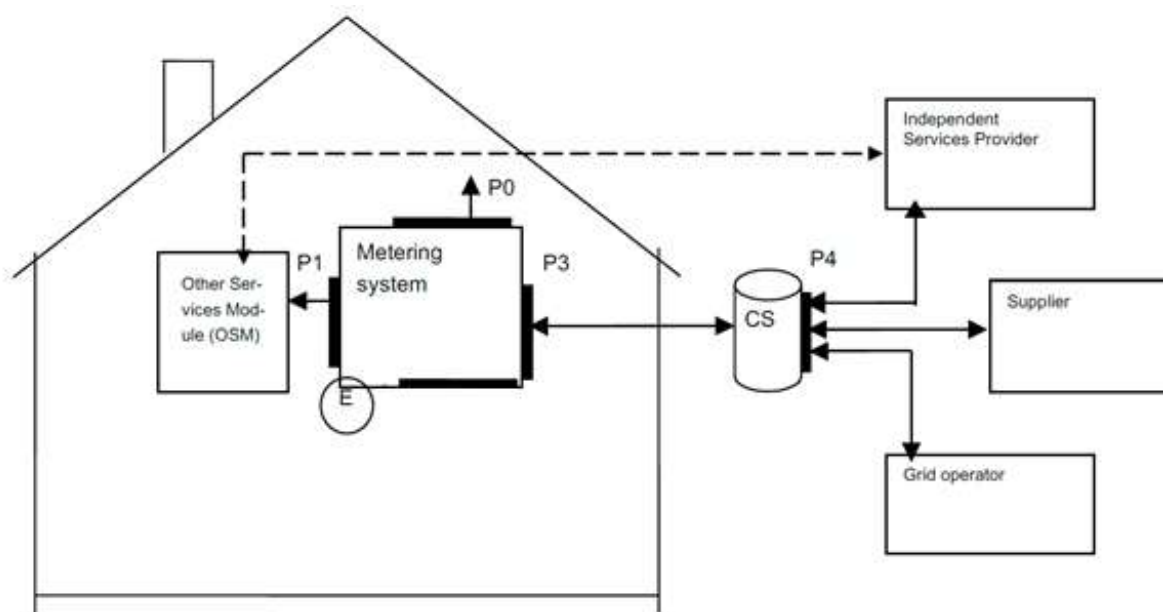 Independent
Services Provider
P0
Metering
system
P1
P3
P4
Other Ser-
vices Mod-
ule (OSM)
CS
Supplier
E
Grid operator